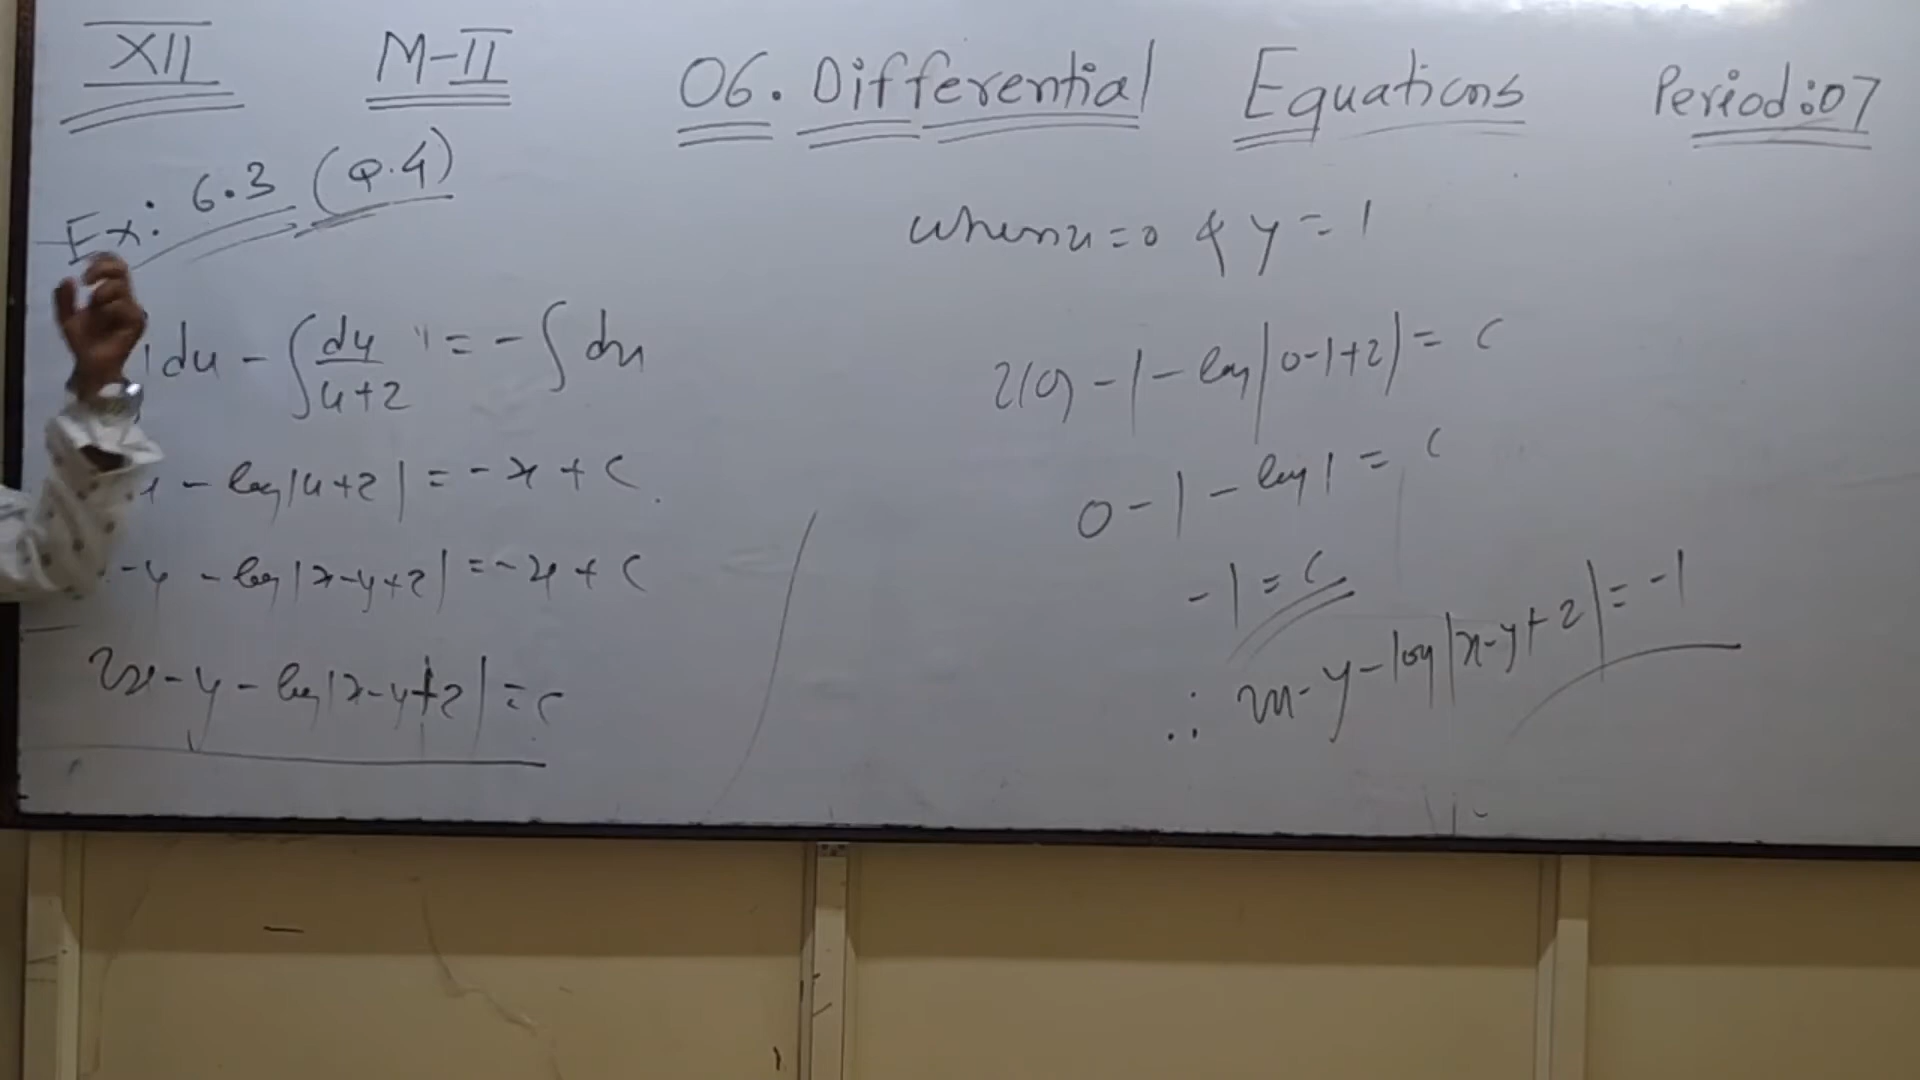 XII M-II 06. Differential Equations Period:07
Ex: 6.3 (Q.4)
1 du - ∫ du/u+2 = - ∫ dx
- log|u+2| = -x + c.
-y - log|x-y+2| = -x + c
2x - y - log|x-y+2| = c
when x=0 & y=1
2(0) - 1 - log|0-1+2| = c
0 - 1 - log 1 = c
-1 = c
∴ 2x - y - log|x-y+2| = -1